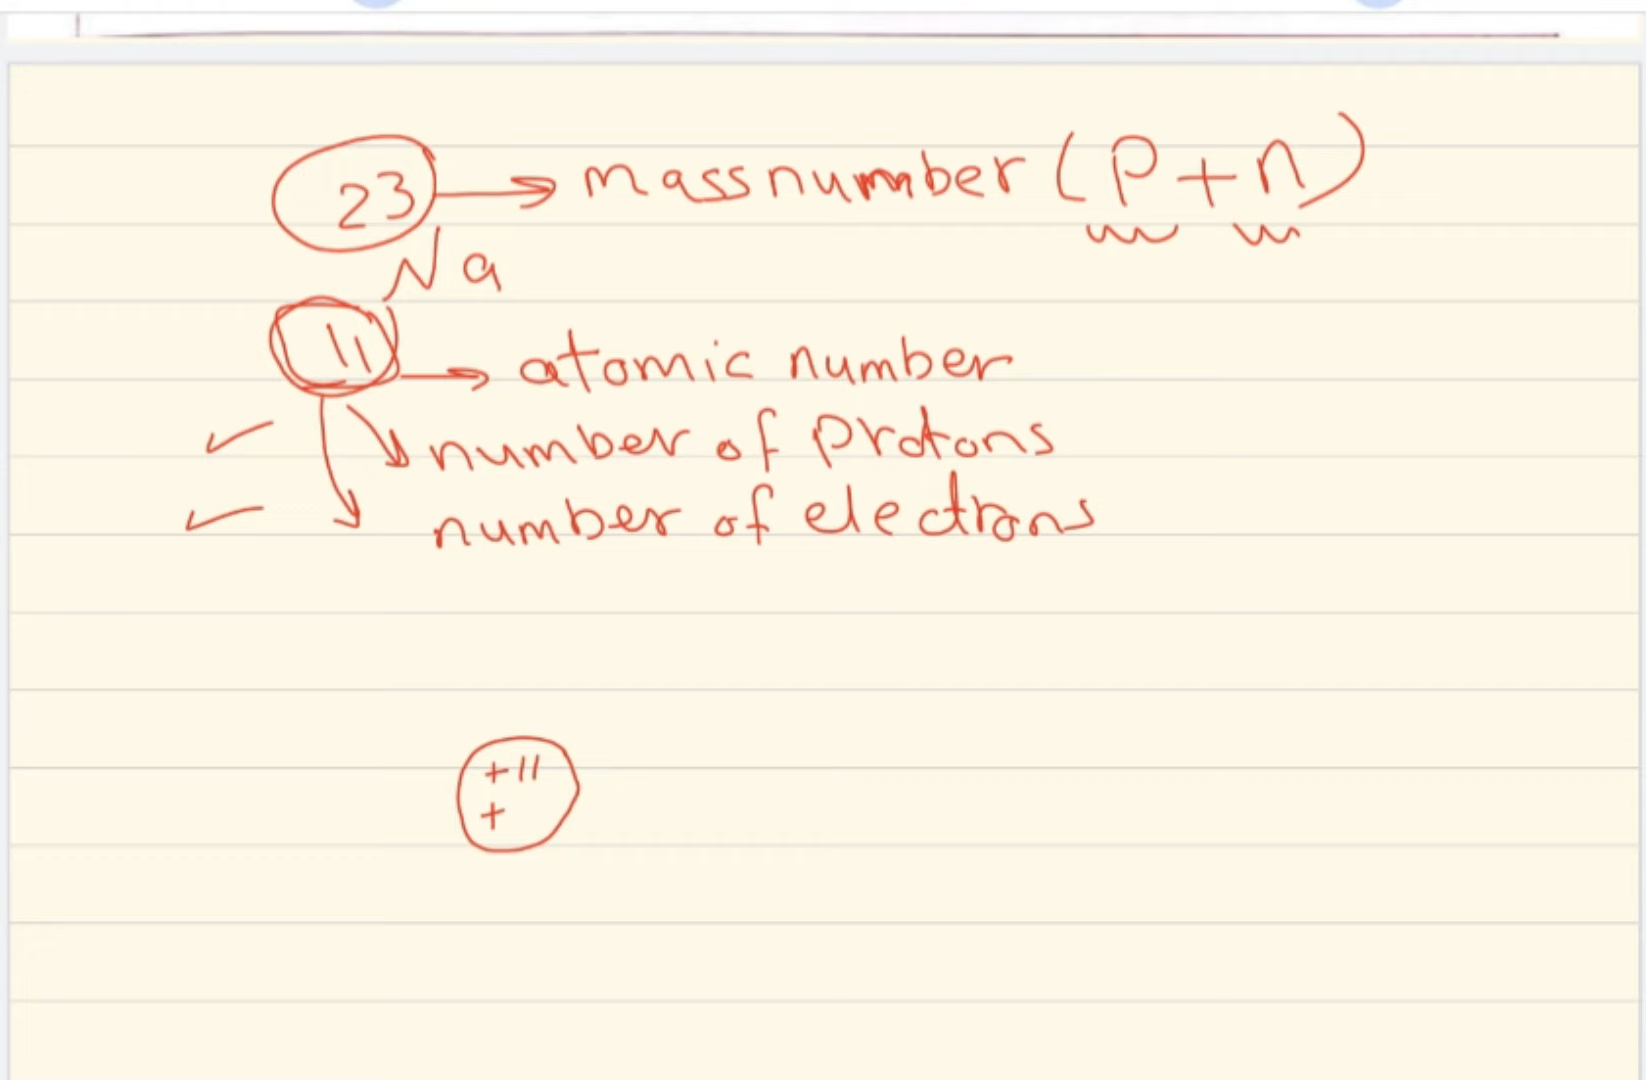 23 → mass number (P + n)
Na
11 → atomic number
number of protons
number of electrons
+11
+